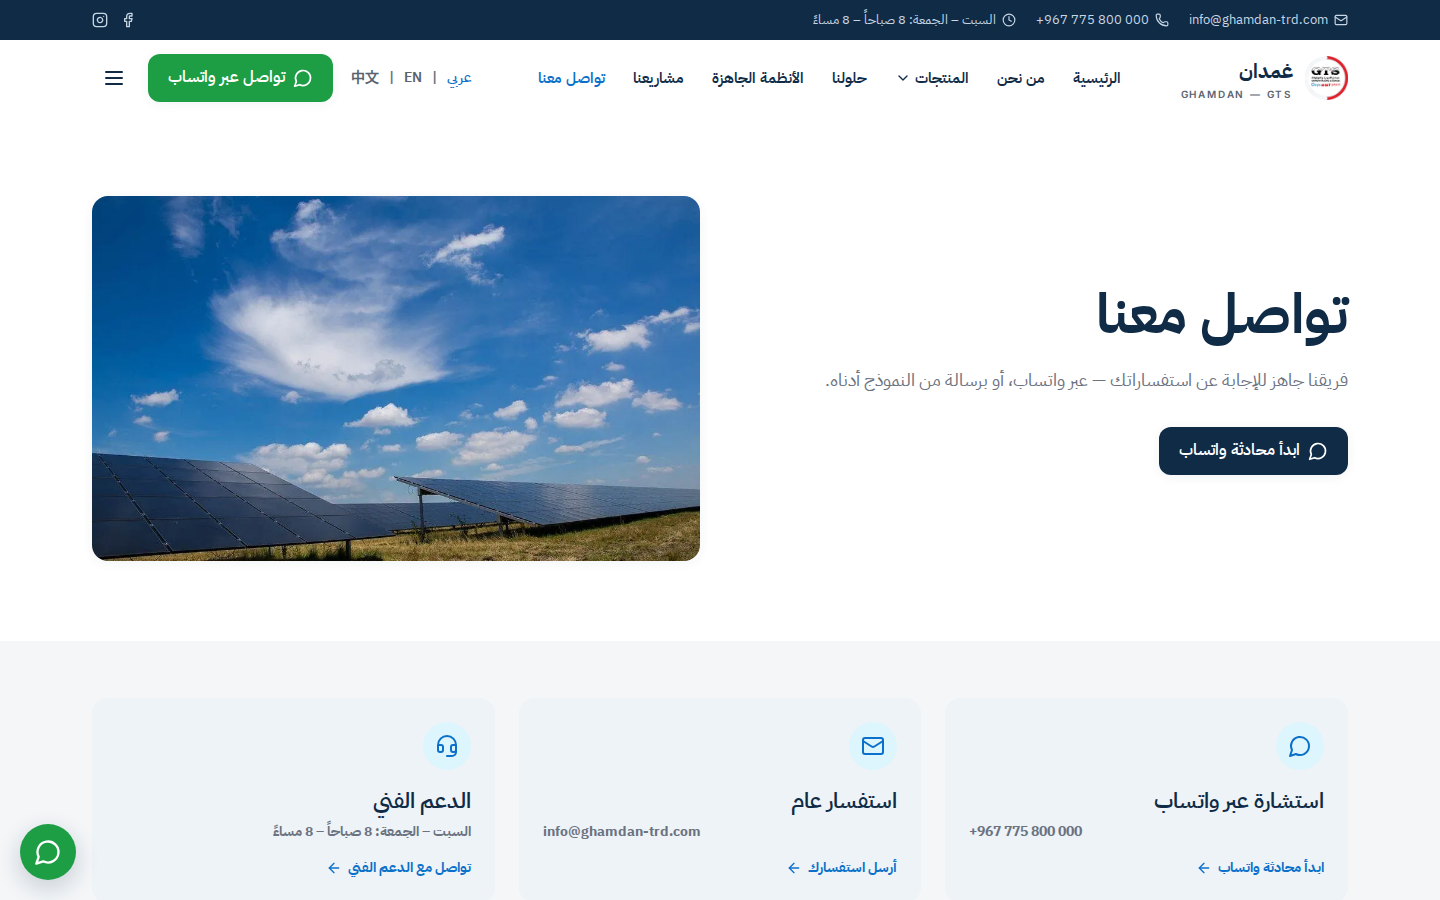 info@ghamdan-trd.com
+967 775 800 000
السبت – الجمعة: 8 صباحاً – 8 مساءً
غمدان
GHAMDAN — GTS
GTS
الرئيسية
من نحن
المنتجات
حلولنا
الأنظمة الجاهزة
مشاريعنا
تواصل معنا
عربي | EN | 中文
تواصل عبر واتساب
تواصل معنا
فريقنا جاهز للإجابة عن استفساراتك — عبر واتساب، أو برسالة من النموذج أدناه.
ابدأ محادثة واتساب
استشارة عبر واتساب
+967 775 800 000
ابدأ محادثة واتساب
استفسار عام
info@ghamdan-trd.com
أرسل استفسارك
الدعم الفني
السبت – الجمعة: 8 صباحاً – 8 مساءً
تواصل مع الدعم الفني